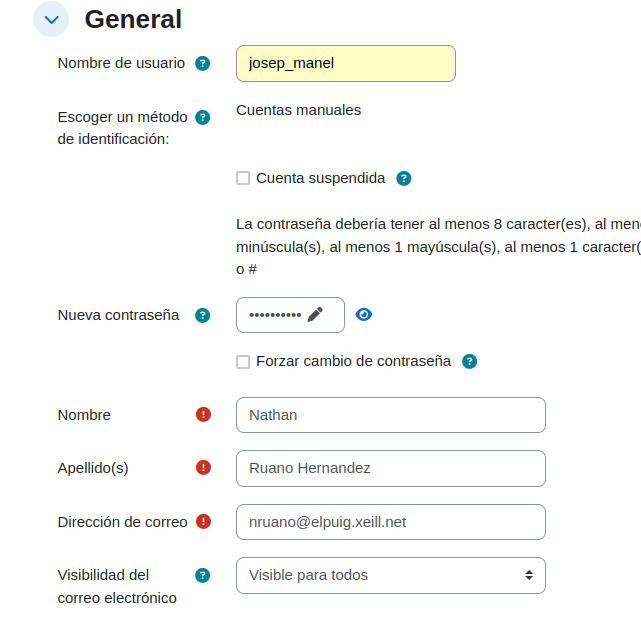 General
Nombre de usuario
josep_manel
Escoger un método
de identificación:
Cuentas manuales
Cuenta suspendida
La contraseña debería tener al menos 8 caracter(es), al men
minúscula(s), al menos 1 mayúscula(s), al menos 1 caracter(
o #
Nueva contraseña
••••••••••
Forzar cambio de contraseña
Nombre
Nathan
Apellido(s)
Ruano Hernandez
Dirección de correo
nruano@elpuig.xeill.net
Visibilidad del
correo electrónico
Visible para todos